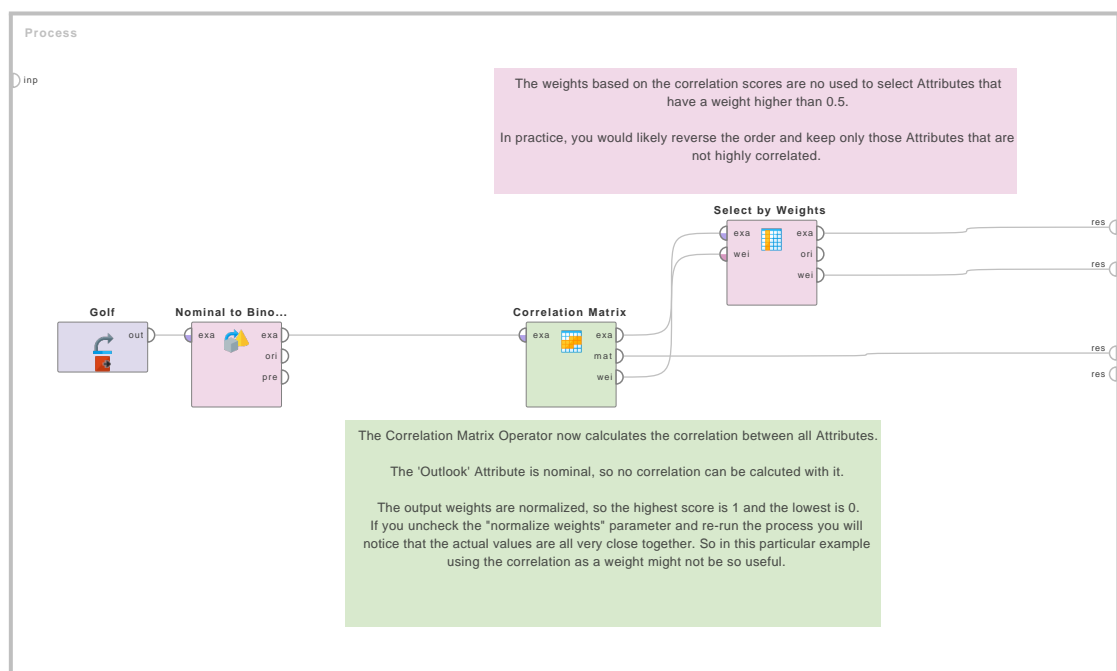 Process
inp
The weights based on the correlation scores are no used to select Attributes that
have a weight higher than 0.5.
In practice, you would likely reverse the order and keep only those Attributes that are
not highly correlated.
Select by Weights
exa
exa
res
wei
ori
wei
res
Golf
Nominal to Bino...
Correlation Matrix
out
exa
exa
exa
exa
ori
mat
res
pre
wei
res
The Correlation Matrix Operator now calculates the correlation between all Attributes.
The 'Outlook' Attribute is nominal, so no correlation can be calcuted with it.
The output weights are normalized, so the highest score is 1 and the lowest is 0.
If you uncheck the "normalize weights" parameter and re-run the process you will
notice that the actual values are all very close together. So in this particular example
using the correlation as a weight might not be so useful.